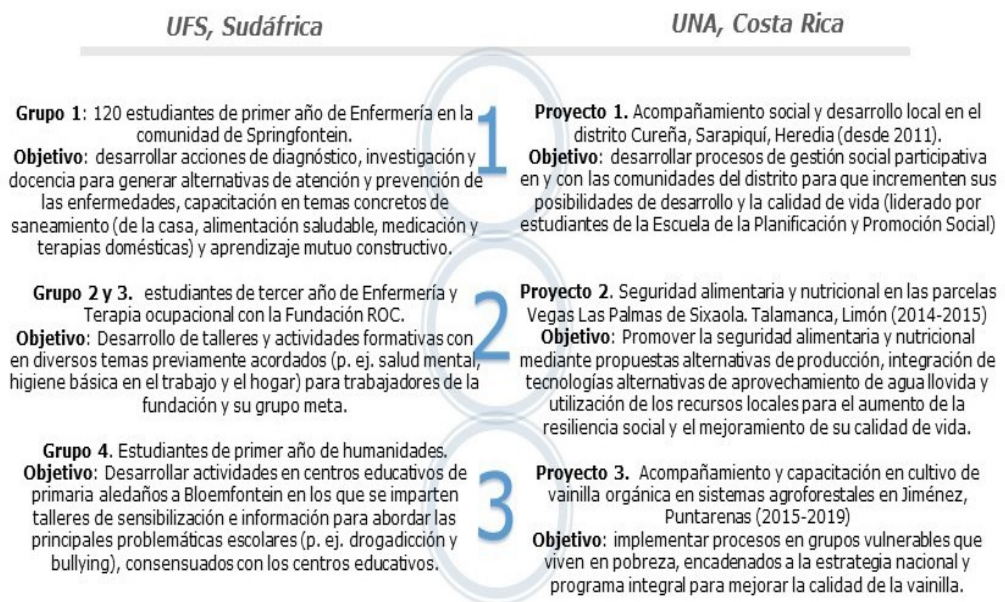 UFS, Sudáfrica
UNA, Costa Rica
1
Grupo 1: 120 estudiantes de primer año de Enfermería en la
comunidad de Springfontein.
Objetivo: desarrollar acciones de diagnóstico, investigación y
docencia para generar alternativas de atención y prevención de
las enfermedades, capacitación en temas concretos de
saneamiento (de la casa, alimentación saludable, medicación y
terapias domésticas) y aprendizaje mutuo constructivo.
Proyecto 1. Acompañamiento social y desarrollo local en el
distrito Cureña, Sarapiquí, Heredia (desde 2011).
Objetivo: desarrollar procesos de gestión social participativa
en y con las comunidades del distrito para que incrementen sus
posibilidades de desarrollo y la calidad de vida (liderado por
estudiantes de la Escuela de la Planificación y Promoción Social)
2
Grupo 2 y 3. estudiantes de tercer año de Enfermería y
Terapia ocupacional con la Fundación ROC.
Objetivo: Desarrollo de talleres y actividades formativas con
en diversos temas previamente acordados (p. ej. salud mental,
higiene básica en el trabajo y el hogar) para trabajadores de la
fundación y su grupo meta.
Proyecto 2. Seguridad alimentaria y nutricional en las parcelas
Vegas Las Palmas de Sixaola. Talamanca, Limón (2014-2015)
Objetivo: Promover la seguridad alimentaria y nutricional
mediante propuestas alternativas de producción, integración de
tecnologías alternativas de aprovechamiento de agua llovida y
utilización de los recursos locales para el aumento de la
resiliencia social y el mejoramiento de su calidad de vida.
3
Grupo 4. Estudiantes de primer año de humanidades.
Objetivo: Desarrollar actividades en centros educativos de
primaria aledaños a Bloemfontein en los que se imparten
talleres de sensibilización e información para abordar las
principales problemáticas escolares (p. ej. drogadicción y
bullying), consensuados con los centros educativos.
Proyecto 3. Acompañamiento y capacitación en cultivo de
vainilla orgánica en sistemas agroforestales en Jiménez,
Puntarenas (2015-2019)
Objetivo: implementar procesos en grupos vulnerables que
viven en pobreza, encadenados a la estrategia nacional y
programa integral para mejorar la calidad de la vainilla.